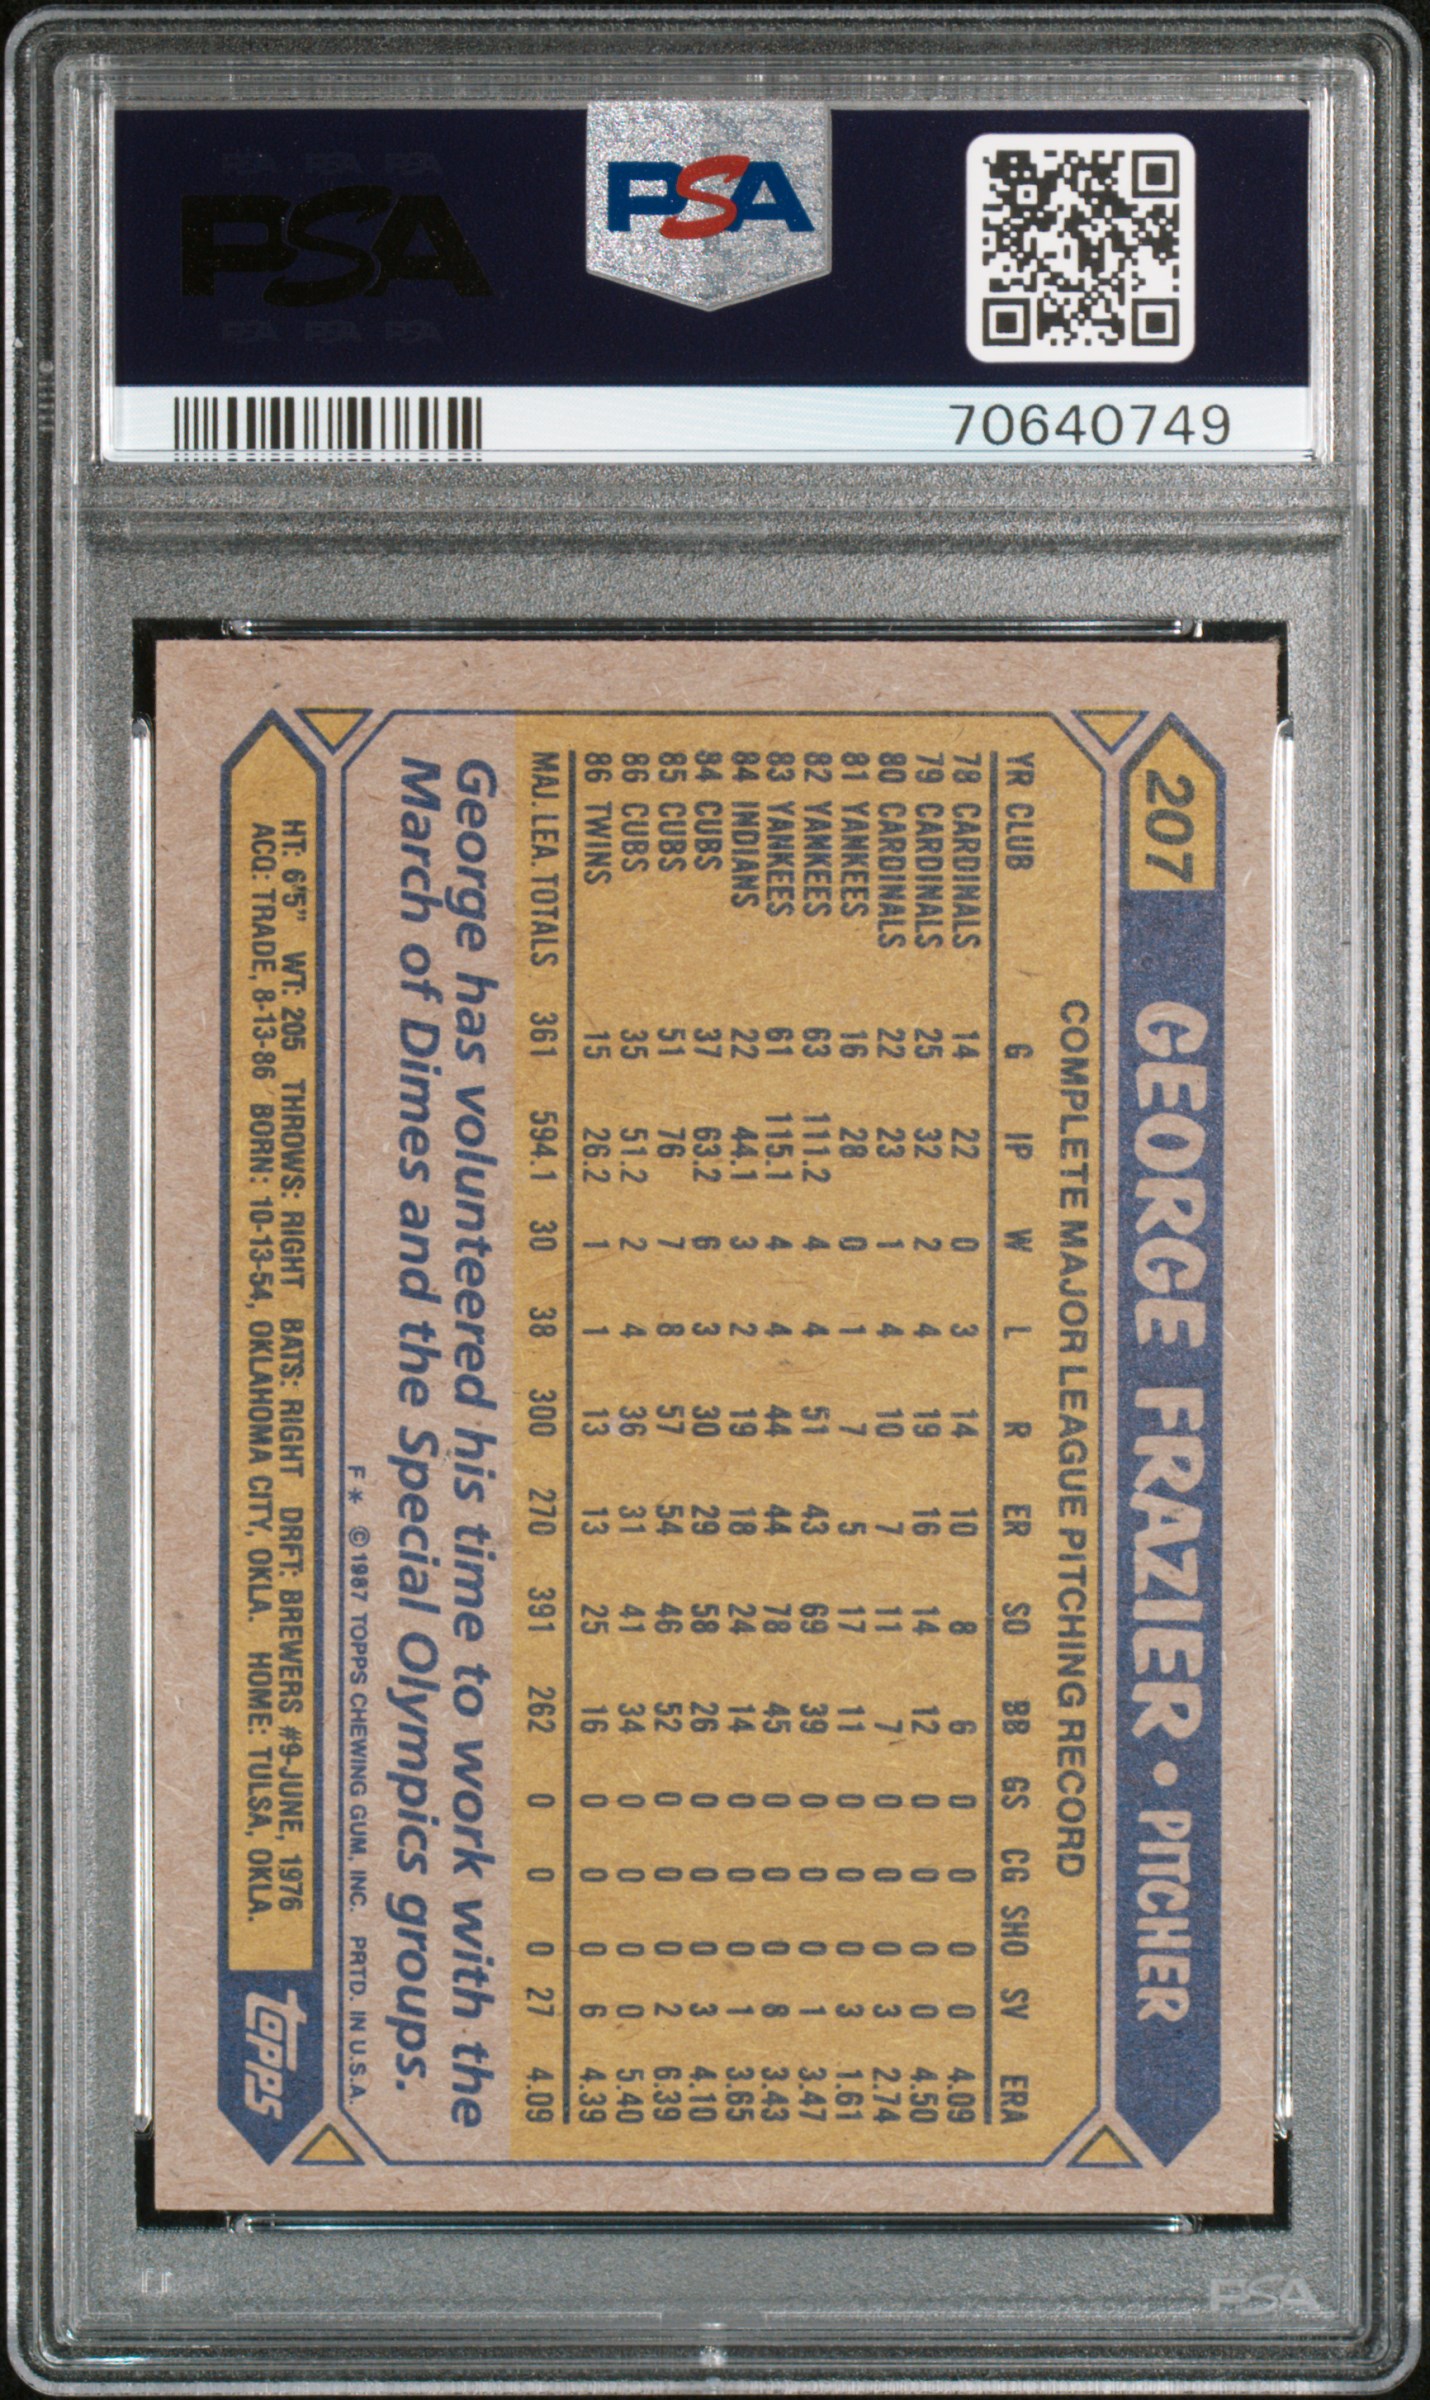 PSA PSA PSA
PSA
PSA PSA PSA
PSA
70640749
207 GEORGE FRAZIER • PITCHER
COMPLETE MAJOR LEAGUE PITCHING RECORD
YR CLUB G IP W L R ER SO BB GS CG SHO SV ERA
78 CARDINALS 14 22 0 3 14 10 8 6 0 0 0 0 4.09
79 CARDINALS 25 32 2 4 19 16 14 12 0 0 0 0 4.50
80 CARDINALS 22 23 1 4 10 7 11 7 0 0 0 3 2.74
81 YANKEES 16 28 0 1 7 5 17 11 0 0 0 3 1.61
82 YANKEES 63 111.2 4 4 51 43 69 39 0 0 0 1 3.47
83 YANKEES 61 115.1 4 4 44 44 78 45 0 0 0 8 3.43
84 INDIANS 22 44.1 3 2 19 18 24 14 0 0 0 1 3.65
84 CUBS 37 63.2 6 3 30 29 58 26 0 0 0 3 4.10
85 CUBS 51 76 7 8 57 54 46 52 0 0 0 2 6.39
86 CUBS 35 51.2 2 4 36 31 41 34 0 0 0 0 5.40
86 TWINS 15 26.2 1 1 13 13 25 16 0 0 0 6 4.39
MAJ. LEA. TOTALS 361 594.1 30 38 300 270 391 262 0 0 0 27 4.09
George has volunteered his time to work with the
March of Dimes and the Special Olympics groups.
F* © 1987 TOPPS CHEWING GUM, INC. PRTD. IN U.S.A.
HT: 6'5" WT: 205 THROWS: RIGHT BATS: RIGHT DRFT: BREWERS #9-JUNE, 1976
ACQ: TRADE, 8-13-86 BORN: 10-13-54, OKLAHOMA CITY, OKLA. HOME: TULSA, OKLA.
topps
PSA